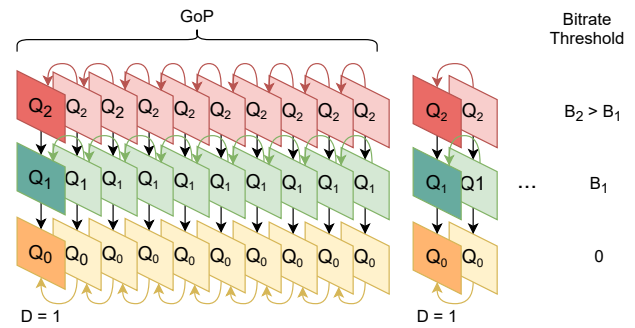 GoP
Bitrate
Threshold
Q2 Q2 Q2 Q2 Q2 Q2 Q2 Q2 Q2 Q2 Q2 Q2 B2 > B1
Q1 Q1 Q1 Q1 Q1 Q1 Q1 Q1 Q1 Q1 Q1 Q1 ... B1
Q0 Q0 Q0 Q0 Q0 Q0 Q0 Q0 Q0 Q0 Q0 Q0 0
D = 1 D = 1